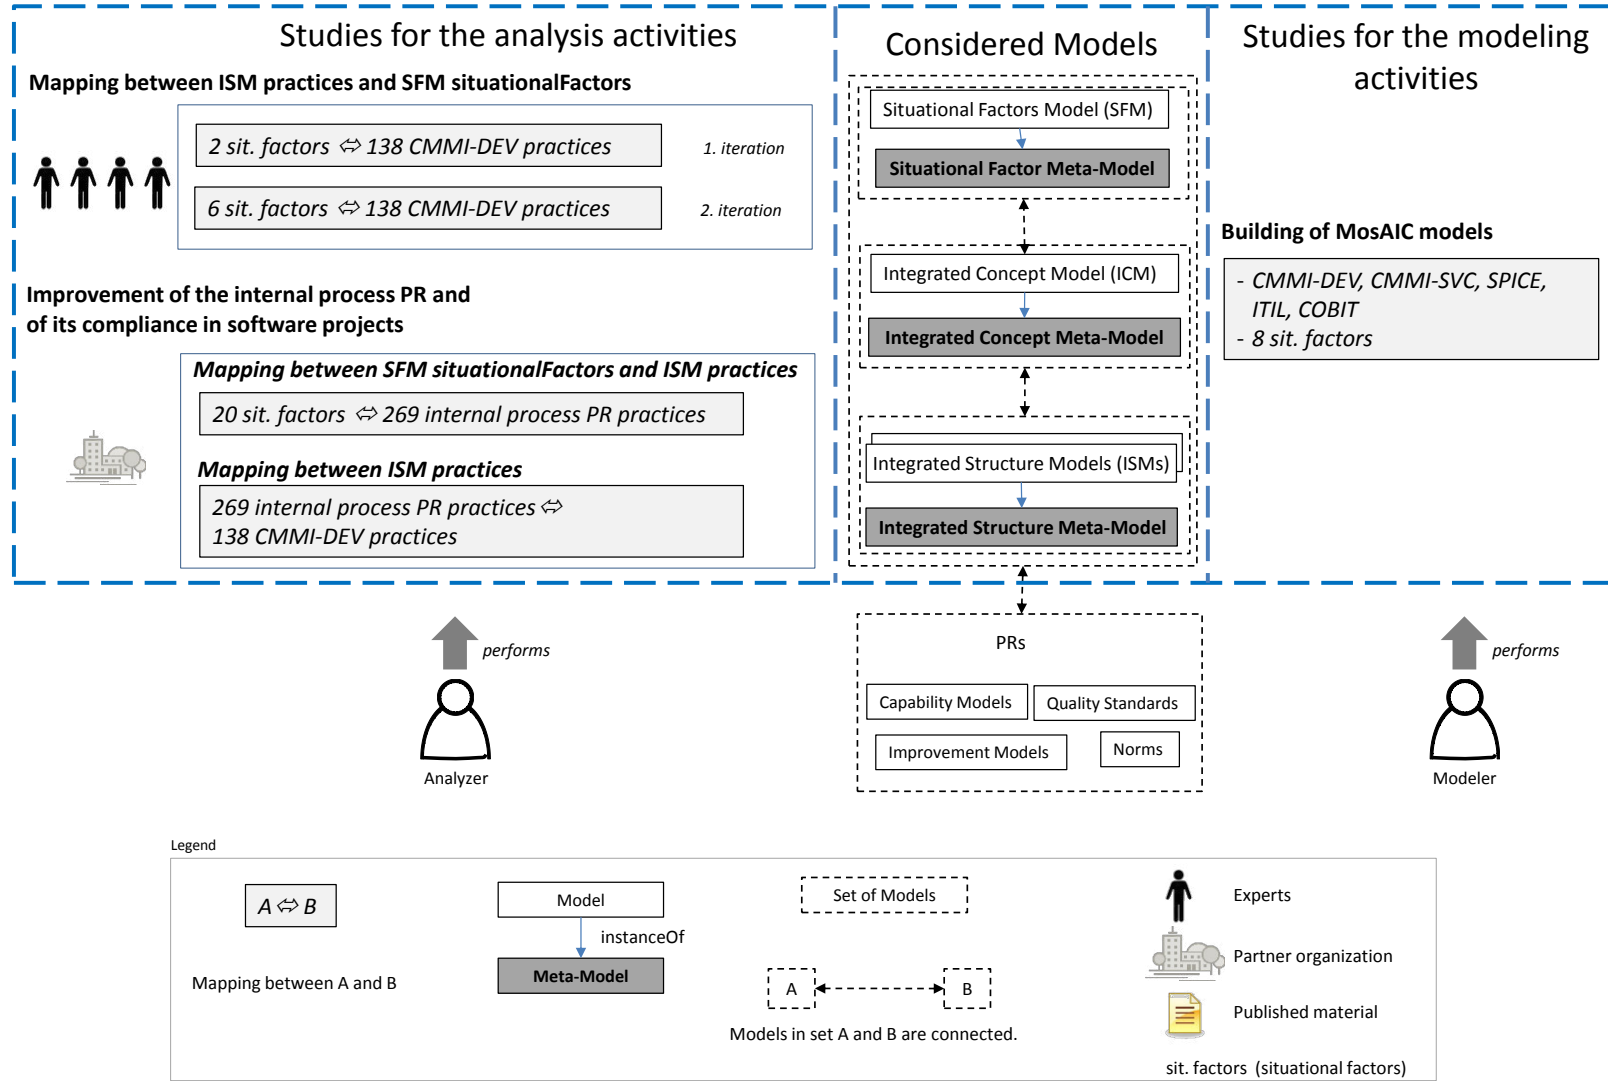 Studies for the analysis activities
Mapping between ISM practices and SFM situationalFactors
2 sit. factors ⬄ 138 CMMI-DEV practices
1. iteration
6 sit. factors ⬄ 138 CMMI-DEV practices
2. iteration
Improvement of the internal process PR and
of its compliance in software projects
Mapping between SFM situationalFactors and ISM practices
20 sit. factors ⬄ 269 internal process PR practices
Mapping between ISM practices
269 internal process PR practices ⬄
138 CMMI-DEV practices
Considered Models
Situational Factors Model (SFM)
Situational Factor Meta-Model
Integrated Concept Model (ICM)
Integrated Concept Meta-Model
Integrated Structure Models (ISMs)
Integrated Structure Meta-Model
Studies for the modeling
activities
Building of MosAIC models
- CMMI-DEV, CMMI-SVC, SPICE,
ITIL, COBIT
- 8 sit. factors
performs
Analyzer
PRs
Capability Models
Quality Standards
Improvement Models
Norms
performs
Modeler
Legend
A ⬄ B
Mapping between A and B
Model
instanceOf
Meta-Model
Set of Models
A
B
Models in set A and B are connected.
Experts
Partner organization
Published material
sit. factors (situational factors)